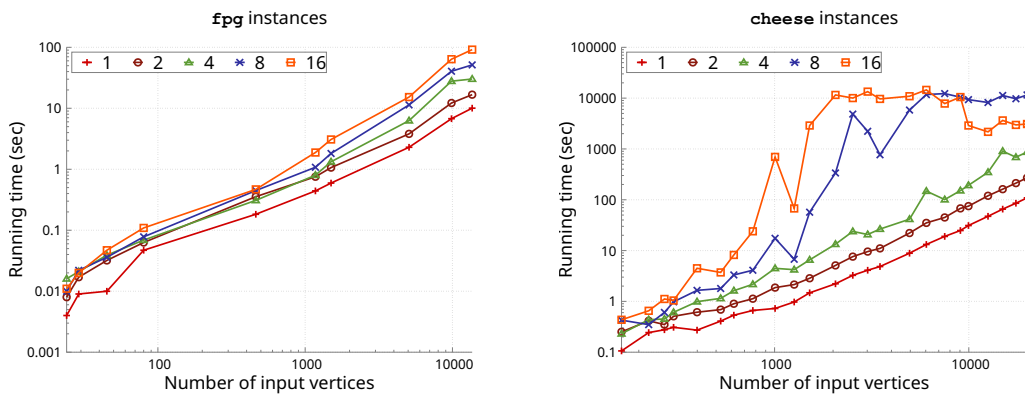 fpg instances
100
10
1
0.1
0.01
0.001
1 2 4 8 16
Running time (sec)
100 1000 10000
Number of input vertices
cheese instances
100000
10000
1000
100
10
1
0.1
1 2 4 8 16
Running time (sec)
1000 10000
Number of input vertices